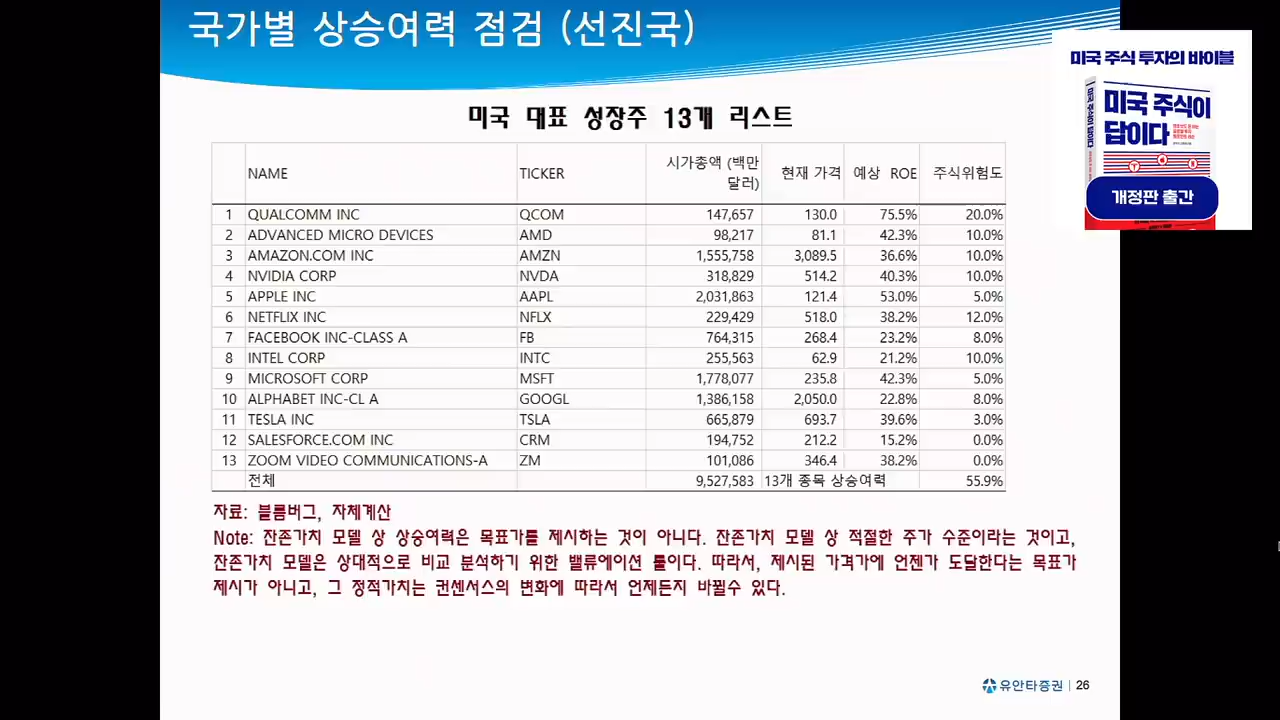 국가별 상승여력 점검 (선진국)
미국 주식 투자의 바이블
미국 주식이
답이다
미국 주식이 답이다
개정판 출간
미국 대표 성장주 13개 리스트
NAME TICKER 시가총액 (백만 달러) 현재 가격 예상 ROE 주식위험도
1 QUALCOMM INC QCOM 147,657 130.0 75.5% 20.0%
2 ADVANCED MICRO DEVICES AMD 98,217 81.1 42.3% 10.0%
3 AMAZON.COM INC AMZN 1,555,758 3,089.5 36.6% 10.0%
4 NVIDIA CORP NVDA 318,829 514.2 40.3% 10.0%
5 APPLE INC AAPL 2,031,863 121.4 53.0% 5.0%
6 NETFLIX INC NFLX 229,429 518.0 38.2% 12.0%
7 FACEBOOK INC-CLASS A FB 764,315 268.4 23.2% 8.0%
8 INTEL CORP INTC 255,563 62.9 21.2% 10.0%
9 MICROSOFT CORP MSFT 1,778,077 235.8 42.3% 5.0%
10 ALPHABET INC-CL A GOOGL 1,386,158 2,050.0 22.8% 8.0%
11 TESLA INC TSLA 665,879 693.7 39.6% 3.0%
12 SALESFORCE.COM INC CRM 194,752 212.2 15.2% 0.0%
13 ZOOM VIDEO COMMUNICATIONS-A ZM 101,086 346.4 38.2% 0.0%
전체 9,527,583 13개 종목 상승여력 55.9%
자료: 블룸버그, 자체계산
Note: 잔존가치 모델 상 상승여력은 목표가를 제시하는 것이 아니다. 잔존가치 모델 상 적절한 주가 수준이라는 것이고,
잔존가치 모델은 상대적으로 비교 분석하기 위한 밸류에이션 툴이다. 따라서, 제시된 가격가에 언젠가 도달한다는 목표가
제시가 아니고, 그 정적가치는 컨센서스의 변화에 따라서 언제든지 바뀔수 있다.
유안타증권 26